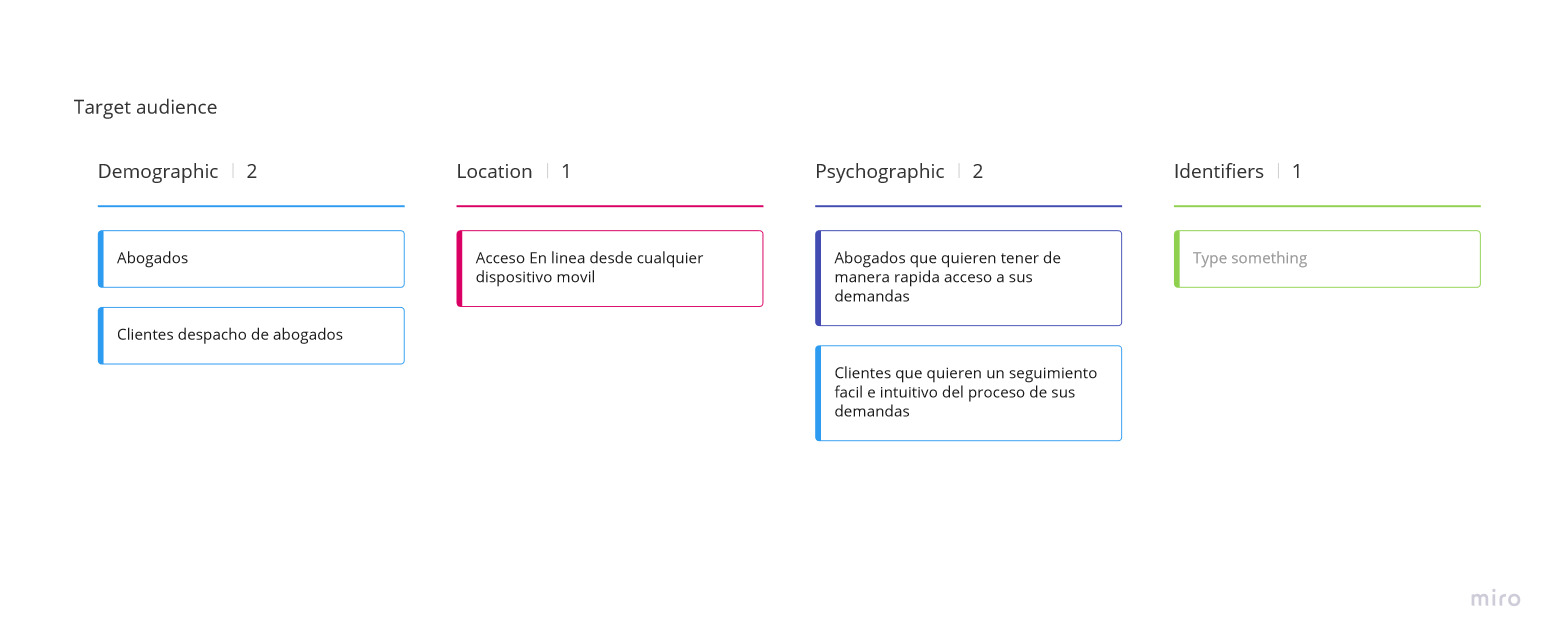 Target audience
Demographic | 2
Location | 1
Psychographic | 2
Identifiers | 1
Abogados
Clientes despacho de abogados
Acceso En linea desde cualquier
dispositivo movil
Abogados que quieren tener de
manera rapida acceso a sus
demandas
Clientes que quieren un seguimiento
facil e intuitivo del proceso de sus
demandas
Type something
miro